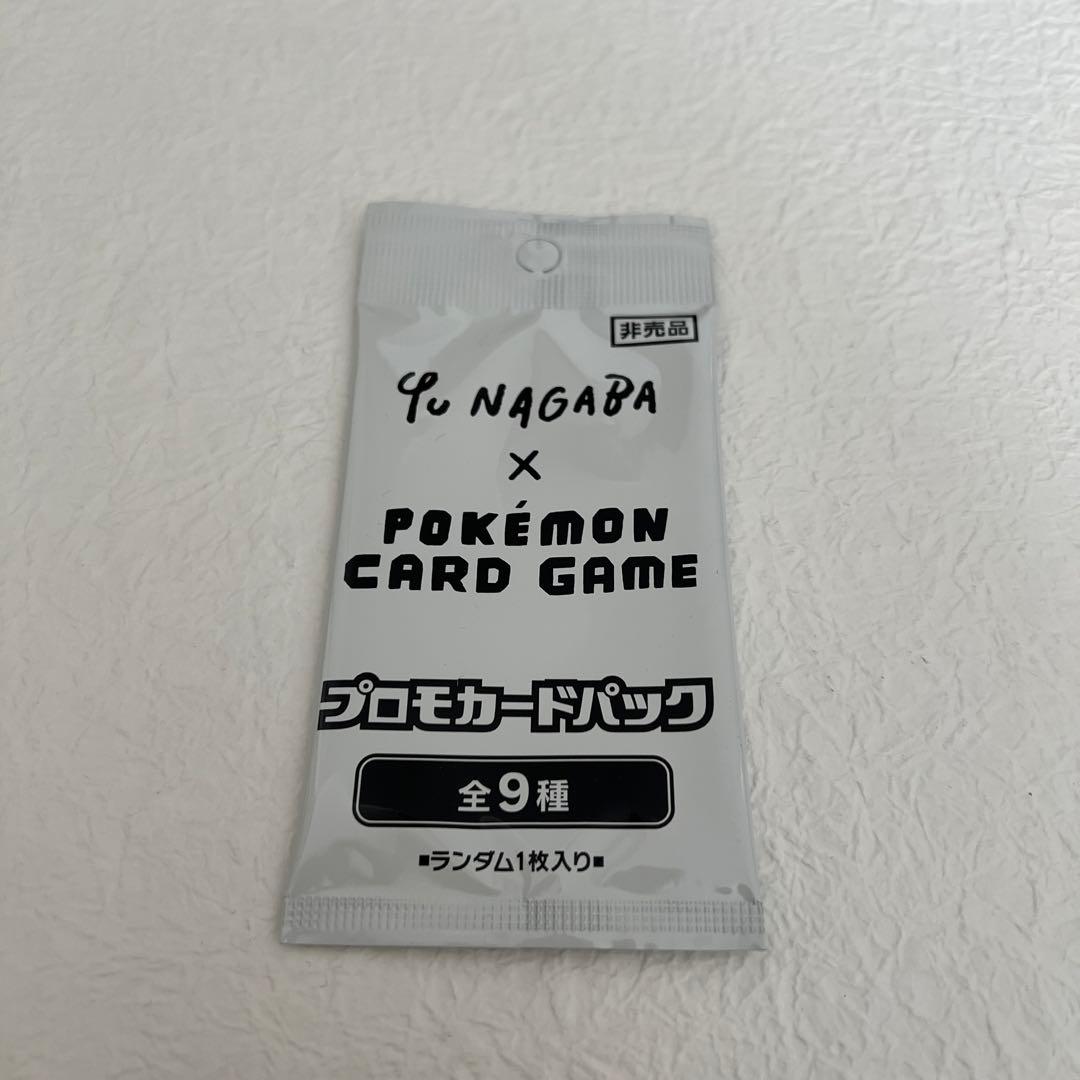 非売品
Yu NAGABA
×
POKÉMON
CARD GAME
プロモカードパック
全9種
■ランダム1枚入り■